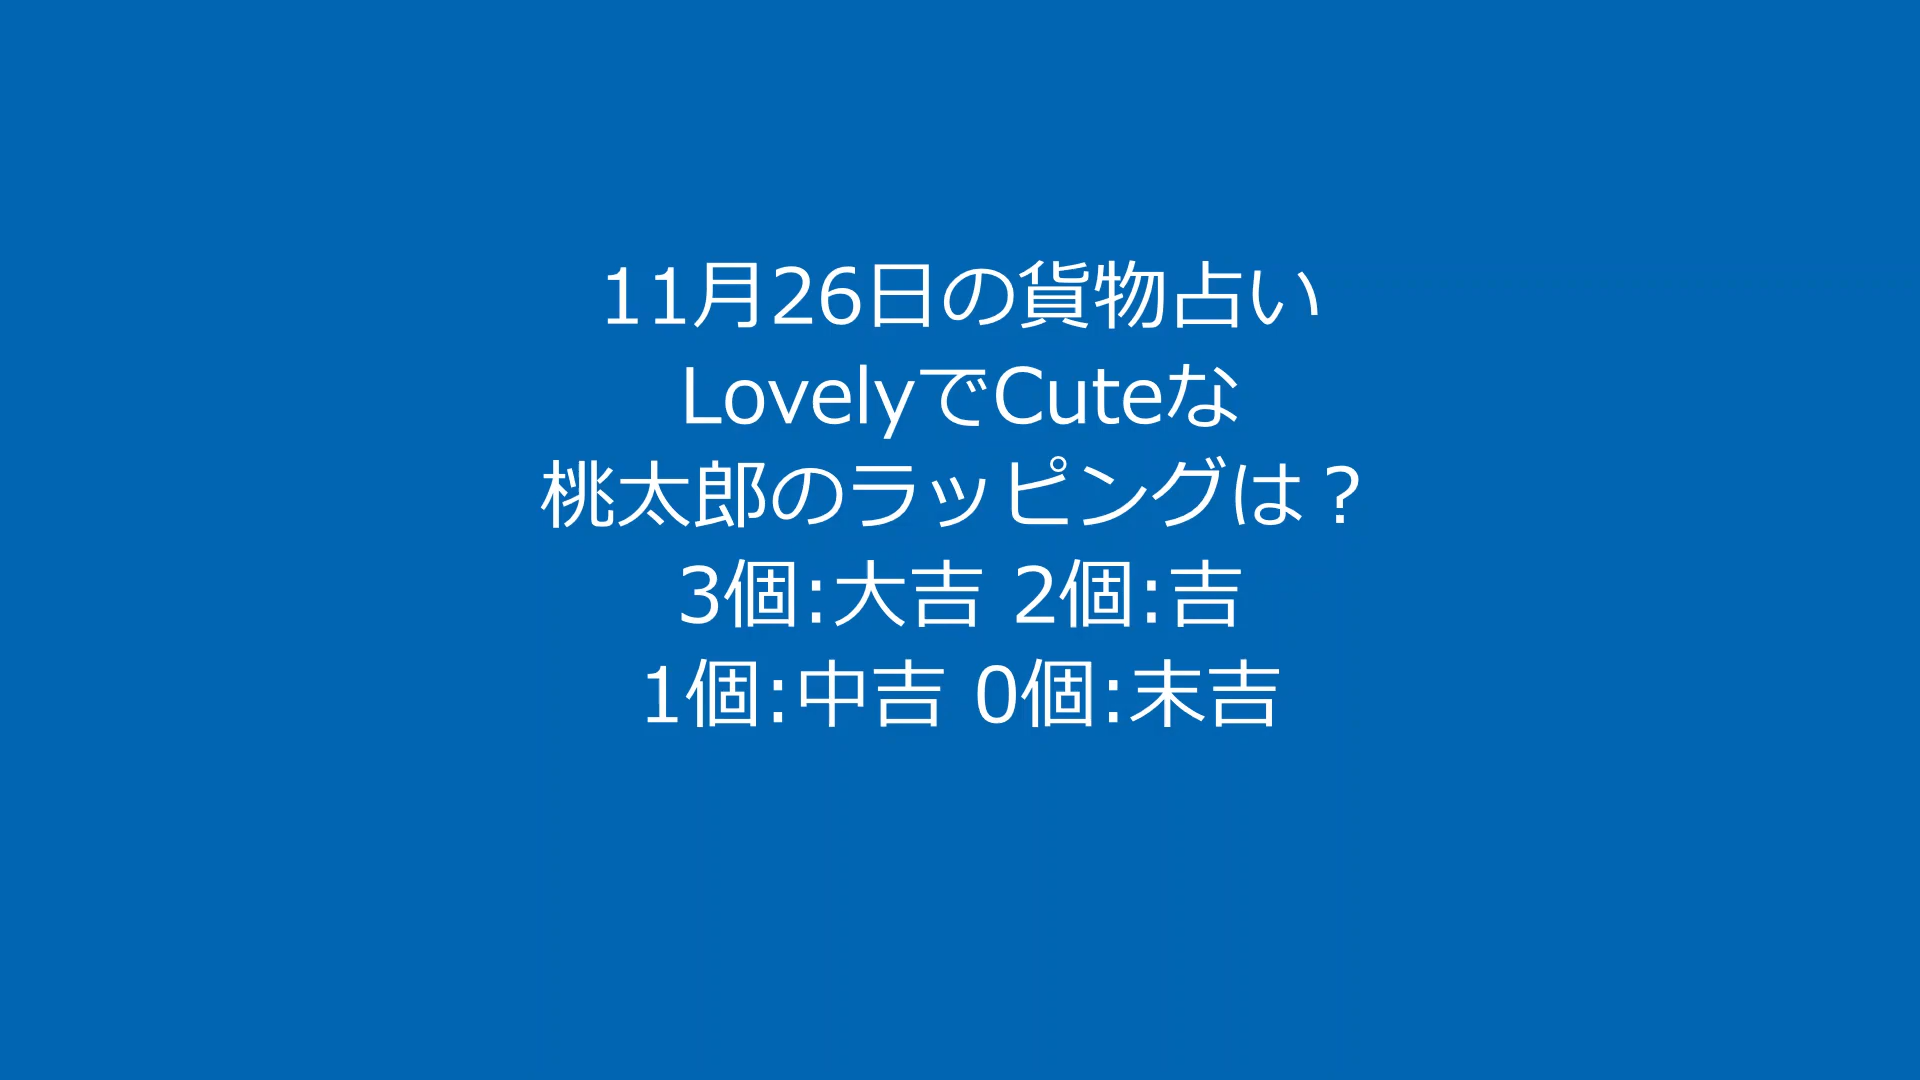 11月26日の貨物占い
LovelyでCuteな
桃太郎のラッピングは？
3個:大吉 2個:吉
1個:中吉 0個:末吉